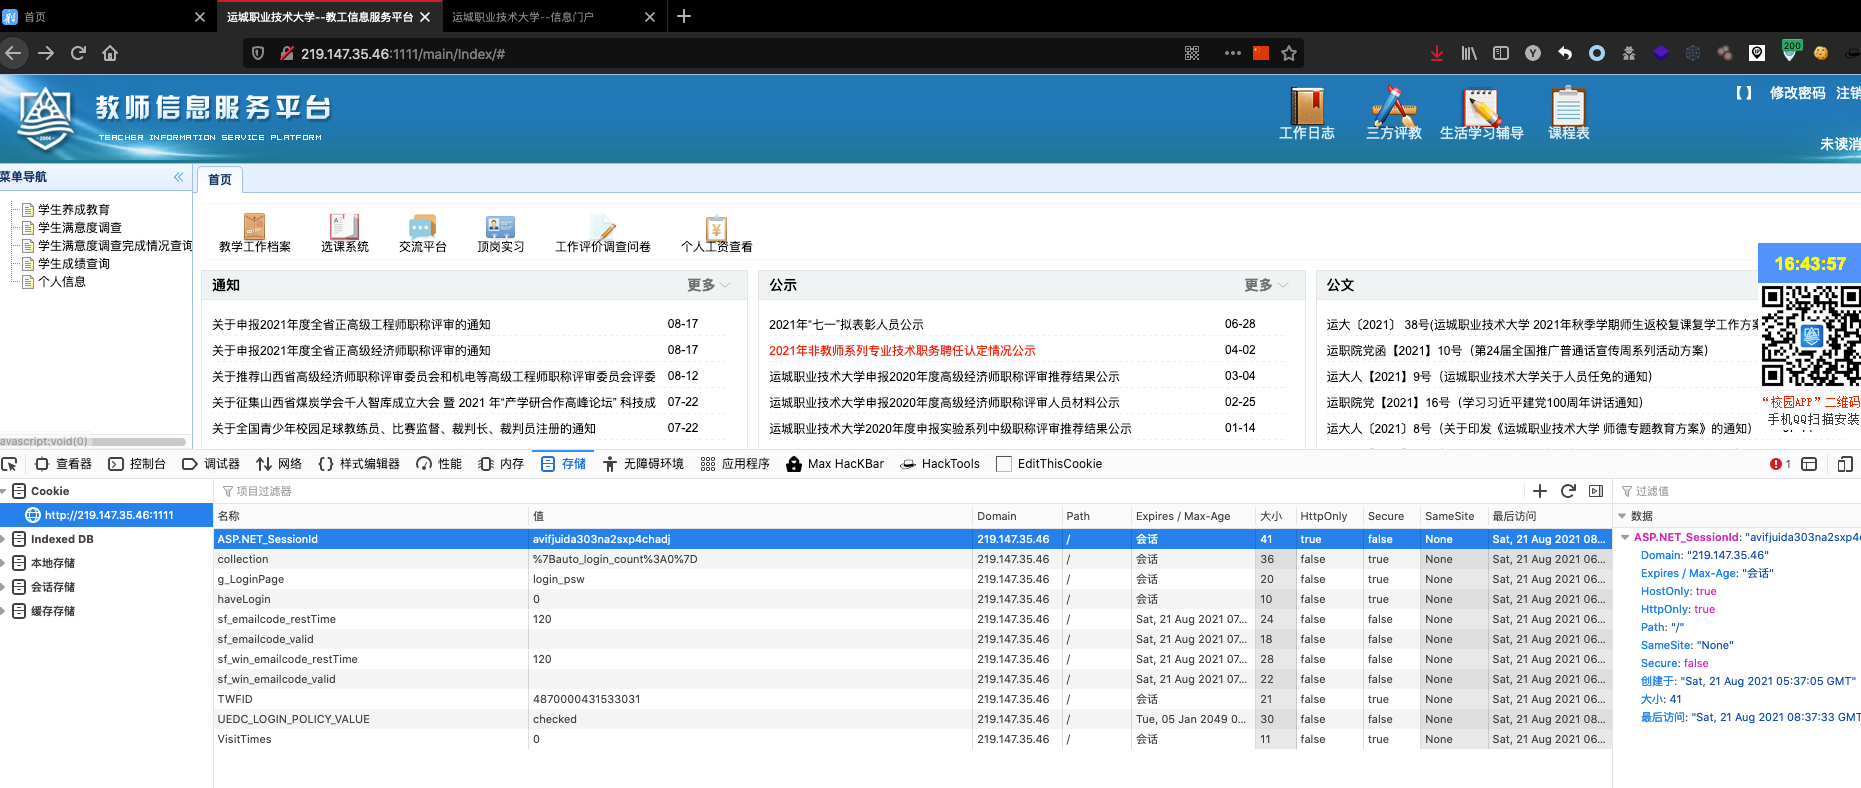 首页
运城职业技术大学--教工信息服务平台
运城职业技术大学--信息门户
219.147.35.46:1111/main/Index/#
200
教师信息服务平台
TEACHER INFORMATION SERVICE PLATFORM
工作日志
三方评教
生活学习辅导
课程表
【 】 修改密码 注销
未读消
菜单导航
首页
学生养成教育
学生满意度调查
学生满意度调查完成情况查询
学生成绩查询
个人信息
avascript:void(0)
教学工作档案
选课系统
交流平台
顶岗实习
工作评价调查问卷
个人工资查看
通知 更多
关于申报2021年度全省正高级工程师职称评审的通知 08-17
关于申报2021年度全省正高级经济师职称评审的通知 08-17
关于推荐山西省高级经济师职称评审委员会和机电等高级工程师职称评审委员会评委 08-12
关于征集山西省煤炭学会千人智库成立大会 暨 2021 年“产学研合作高峰论坛” 科技成 07-22
关于全国青少年校园足球教练员、比赛监督、裁判长、裁判员注册的通知 07-22
公示 更多
2021年“七一”拟表彰人员公示 06-28
2021年非教师系列专业技术职务聘任认定情况公示 04-02
运城职业技术大学申报2020年度高级经济师职称评审推荐结果公示 03-04
运城职业技术大学申报2020年度高级经济师职称评审人员材料公示 02-25
运城职业技术大学2020年度申报实验系列中级职称评审推荐结果公示 01-14
公文
运大〔2021〕 38号(运城职业技术大学 2021年秋季学期师生返校复课复学工作方案
运职院党函【2021】10号（第24届全国推广普通话宣传周系列活动方案）
运大人【2021】9号（运城职业技术大学关于人员任免的通知）
运职院党【2021】16号（学习习近平建党100周年讲话通知）
运大人〔2021〕8号（关于印发《运城职业技术大学 师德专题教育方案》的通知）
16:43:57
“校园APP”二维码
手机QQ扫描安装
查看器
控制台
调试器
网络
样式编辑器
性能
内存
存储
无障碍环境
应用程序
Max HacKBar
HackTools
EditThisCookie
1
Cookie
http://219.147.35.46:1111
Indexed DB
本地存储
会话存储
缓存存储
项目过滤器
名称 值 Domain Path Expires / Max-Age 大小 HttpOnly Secure SameSite 最后访问
ASP.NET_SessionId avifjuida303na2sxp4chadj 219.147.35.46 / 会话 41 true false None Sat, 21 Aug 2021 08...
collection %7Bauto_login_count%3A0%7D 219.147.35.46 / 会话 36 false true None Sat, 21 Aug 2021 06...
g_LoginPage login_psw 219.147.35.46 / 会话 20 false true None Sat, 21 Aug 2021 06...
haveLogin 0 219.147.35.46 / 会话 10 false true None Sat, 21 Aug 2021 06...
sf_emailcode_restTime 120 219.147.35.46 / Sat, 21 Aug 2021 07... 24 false false None Sat, 21 Aug 2021 06...
sf_emailcode_valid 219.147.35.46 / Sat, 21 Aug 2021 07... 18 false false None Sat, 21 Aug 2021 06...
sf_win_emailcode_restTime 120 219.147.35.46 / Sat, 21 Aug 2021 07... 28 false false None Sat, 21 Aug 2021 06...
sf_win_emailcode_valid 219.147.35.46 / Sat, 21 Aug 2021 07... 22 false false None Sat, 21 Aug 2021 06...
TWFID 4870000431533031 219.147.35.46 / 会话 21 false true None Sat, 21 Aug 2021 06...
UEDC_LOGIN_POLICY_VALUE checked 219.147.35.46 / Tue, 05 Jan 2049 0... 30 false false None Sat, 21 Aug 2021 08...
VisitTimes 0 219.147.35.46 / 会话 11 false true None Sat, 21 Aug 2021 06...
过滤值
数据
ASP.NET_SessionId: "avifjuida303na2sxp4
Domain: "219.147.35.46"
Expires / Max-Age: "会话"
HostOnly: true
HttpOnly: true
Path: "/"
SameSite: "None"
Secure: false
创建于: "Sat, 21 Aug 2021 05:37:05 GMT"
大小: 41
最后访问: "Sat, 21 Aug 2021 08:37:33 GMT